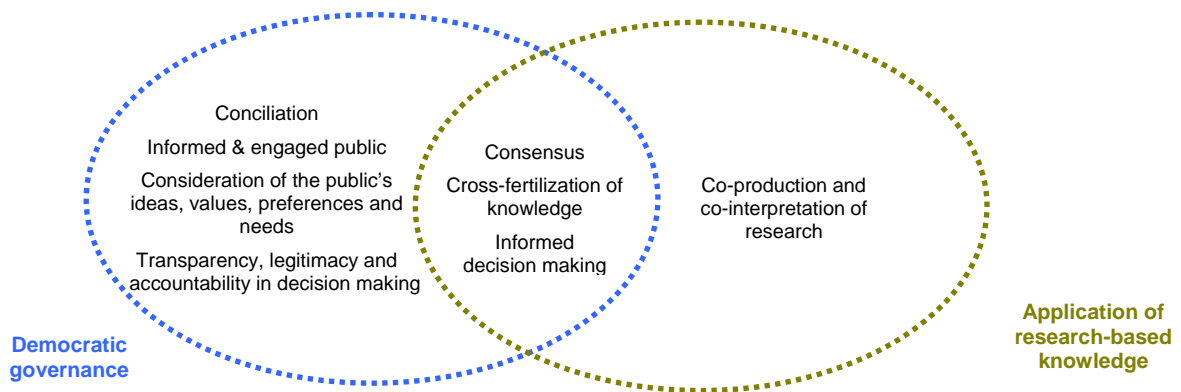 Conciliation
Informed & engaged public
Consideration of the public’s
ideas, values, preferences and
needs
Transparency, legitimacy and
accountability in decision making
Consensus
Cross-fertilization of
knowledge
Informed
decision making
Co-production and
co-interpretation of
research
Democratic
governance
Application of
research-based
knowledge